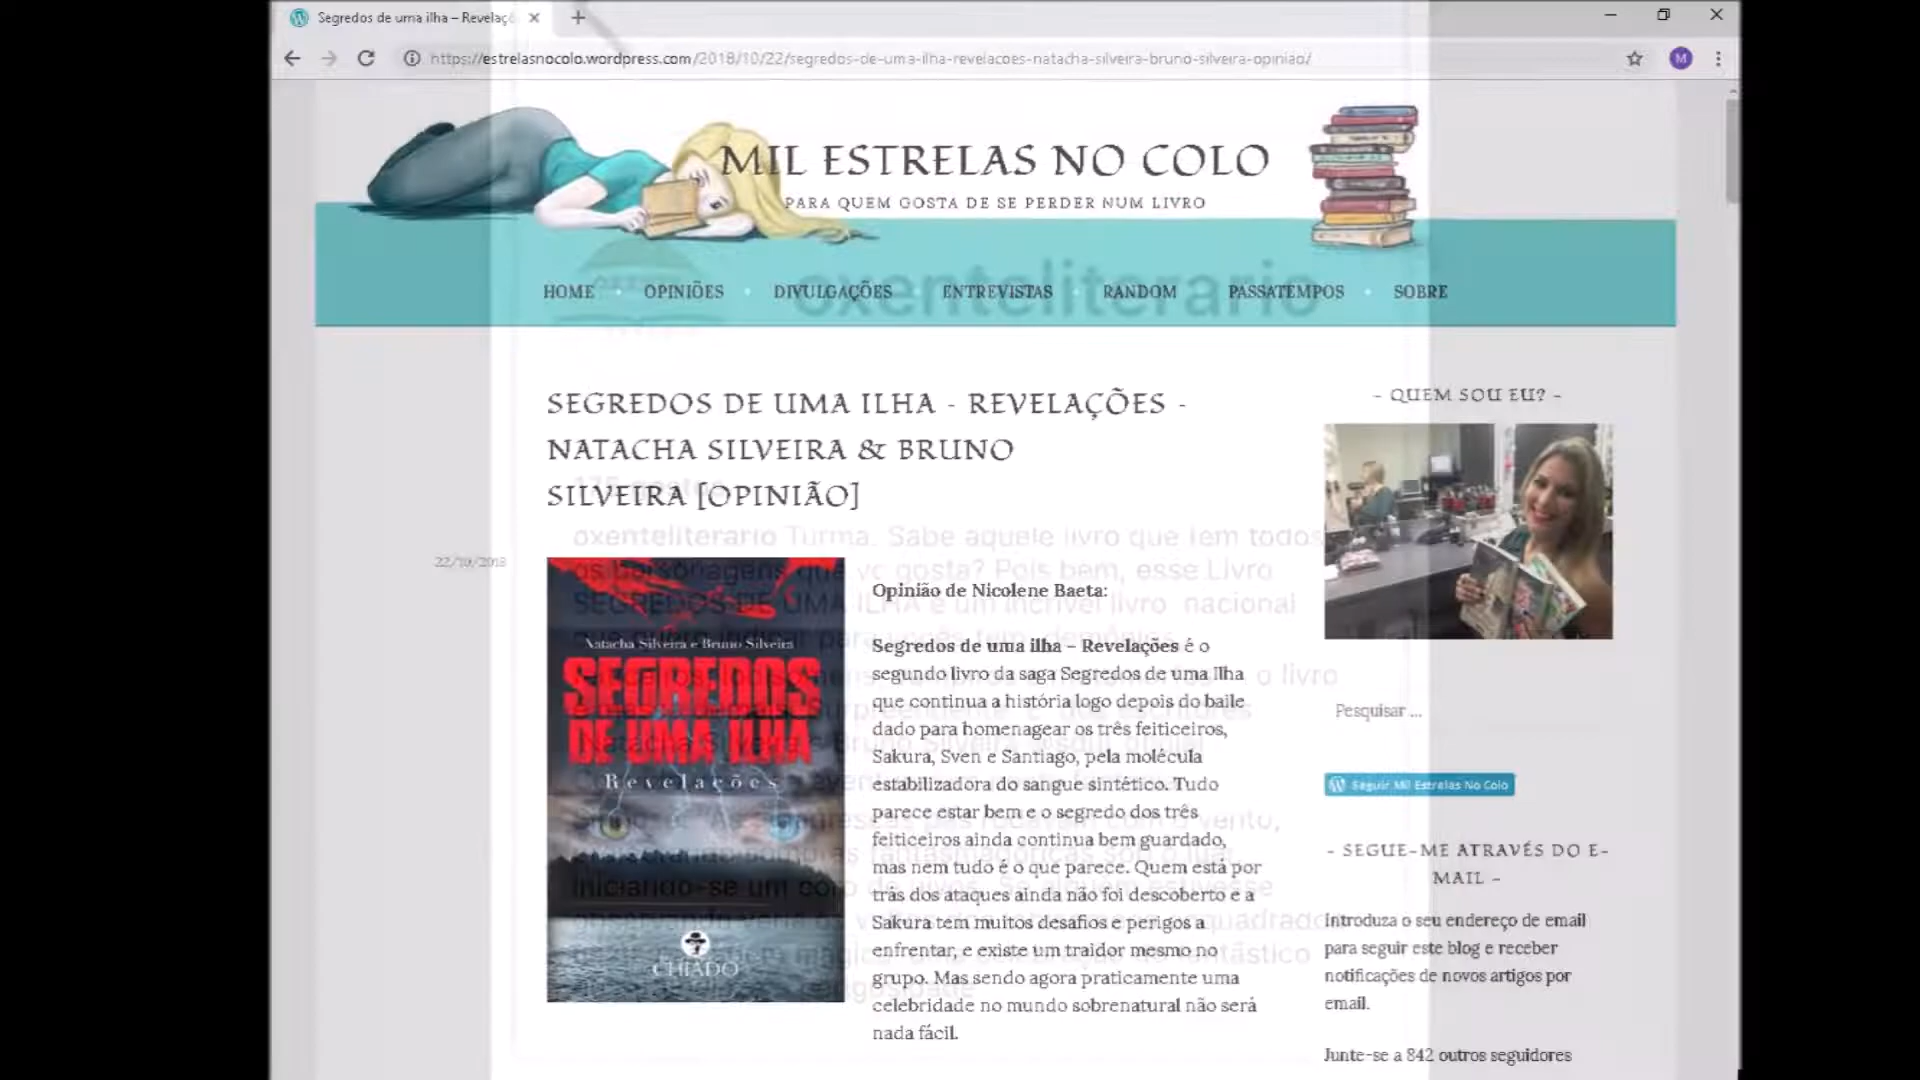 Segredos de uma ilha – Revelaç
https://estrelasnocolo.wordpress.com/2018/10/22/segredos-de-uma-ilha-revelacoes-natacha-silveira-bruno-silveira-opiniao/
M
MIL ESTRELAS NO COLO
PARA QUEM GOSTA DE SE PERDER NUM LIVRO
oxenteliterario
HOME OPINIÕES DIVULGAÇÕES ENTREVISTAS RANDOM PASSATEMPOS SOBRE
SEGREDOS DE UMA ILHA - REVELAÇÕES -
NATACHA SILVEIRA & BRUNO
SILVEIRA [OPINIÃO]
22/10/2018
Natacha Silveira e Bruno Silveira
SEGREDOS
DE UMA ILHA
Revelações
CHIADO
Opinião de Nicolene Baeta:
Segredos de uma ilha – Revelações é o
segundo livro da saga Segredos de uma Ilha
que continua a história logo depois do baile
dado para homenagear os três feiticeiros,
Sakura, Sven e Santiago, pela molécula
estabilizadora do sangue sintético. Tudo
parece estar bem e o segredo dos três
feiticeiros ainda continua bem guardado,
mas nem tudo é o que parece. Quem está por
trás dos ataques ainda não foi descoberto e a
Sakura tem muitos desafios e perigos a
enfrentar, e existe um traidor mesmo no
grupo. Mas sendo agora praticamente uma
celebridade no mundo sobrenatural não será
nada fácil.
oxenteliterario Turma. Sabe aquele livro que tem todos
os personagens que vc gosta? Pois bem, esse Livro
SEGREDOS DE UMA ILHA é um incrível livro nacional
- QUEM SOU EU? -
Pesquisar ...
Seguir Mil Estrelas No Colo
- SEGUE-ME ATRAVÉS DO E-
MAIL -
Introduza o seu endereço de email
para seguir este blog e receber
notificações de novos artigos por
email.
Junte-se a 842 outros seguidores